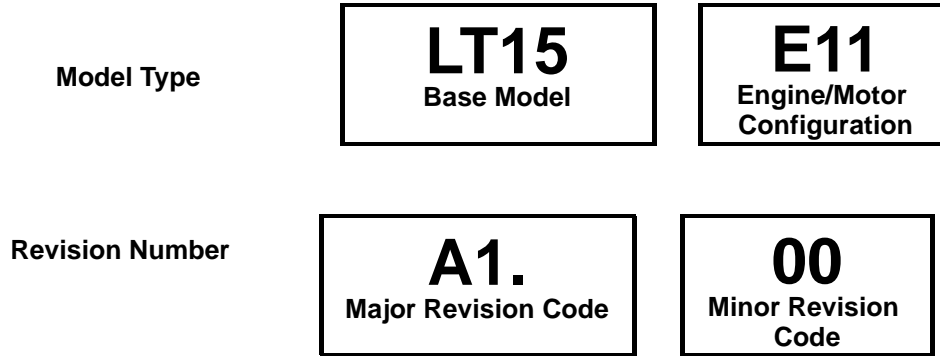 Model Type
LT15
Base Model
E11
Engine/Motor
Configuration
Revision Number
A1.
Major Revision Code
00
Minor Revision
Code